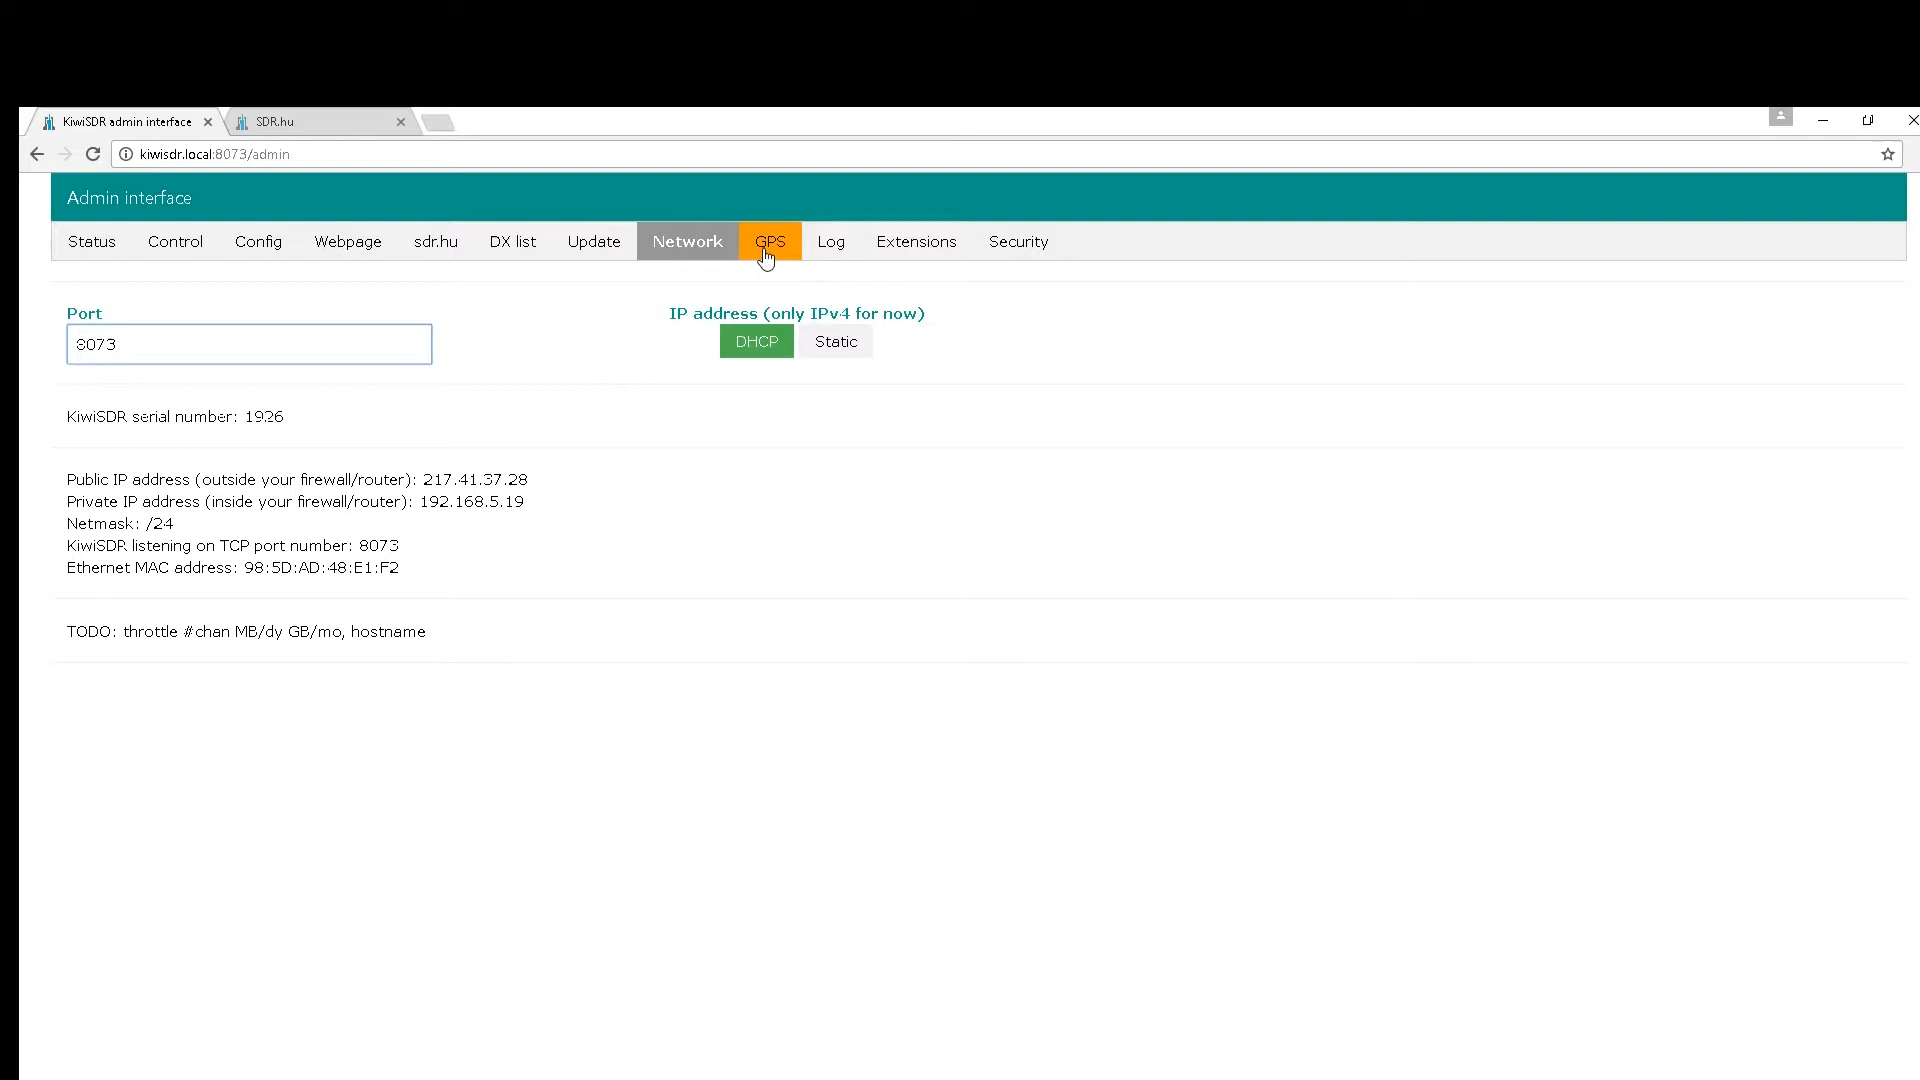 KiwiSDR admin interface
SDR.hu
kiwisdr.local:8073/admin
Admin interface
Status Control Config Webpage sdr.hu DX list Update Network GPS Log Extensions Security
Port
IP address (only IPv4 for now)
8073
DHCP Static
KiwiSDR serial number: 1926
Public IP address (outside your firewall/router): 217.41.37.28
Private IP address (inside your firewall/router): 192.168.5.19
Netmask: /24
KiwiSDR listening on TCP port number: 8073
Ethernet MAC address: 98:5D:AD:48:E1:F2
TODO: throttle #chan MB/dy GB/mo, hostname